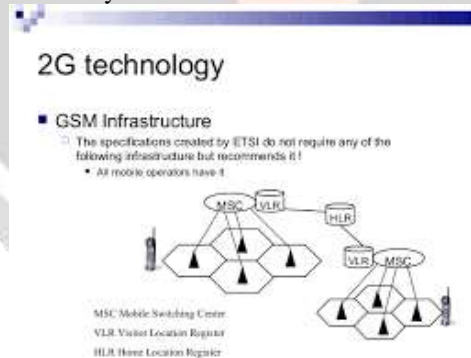 2G technology
GSM Infrastructure
The specifications created by ETSI do not require any of the
following infrastructure but recommends it !
All mobile operators have it
MSC VLR
HLR
VLR MSC
MSC Mobile Switching Center
VLR Visitor Location Register
HLR Home Location Register